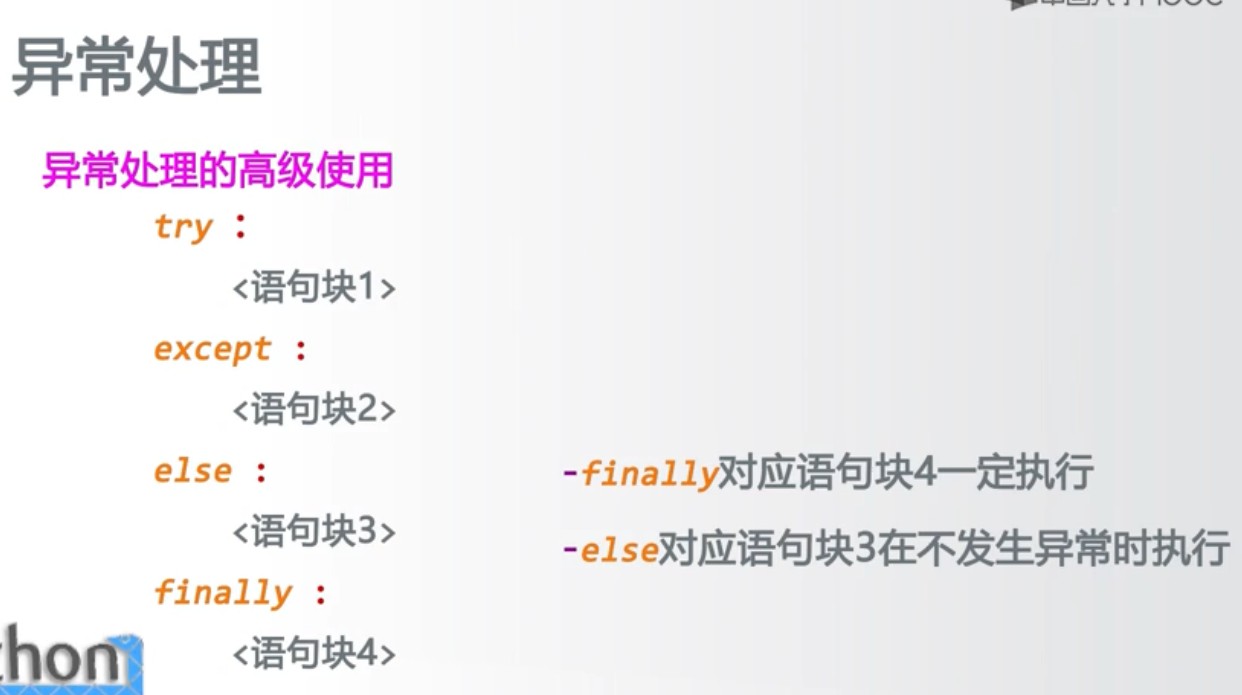 异常处理
异常处理的高级使用
try :
<语句块1>
except :
<语句块2>
else :
<语句块3>
finally :
<语句块4>
-finally对应语句块4一定执行
-else对应语句块3在不发生异常时执行
thon